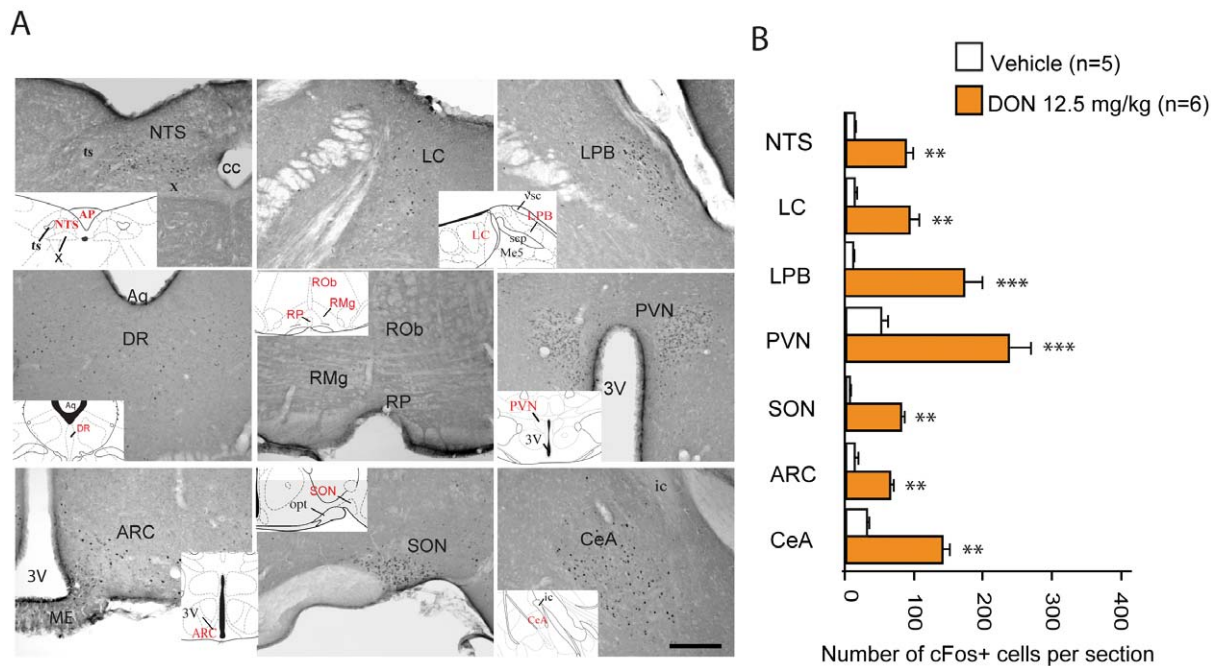 A
NTS
ts
cc
x
AP
NTS
ts
X
LC
LPB
vsc
LPB
LC
scp
Me5
Aq
DR
Aq
DR
ROb
RMg
RP
ROb
RMg
RP
PVN
3V
PVN
3V
ARC
3V
ME
3V
ARC
SON
opt
SON
ic
CeA
ic
CeA
B
Vehicle (n=5)
DON 12.5 mg/kg (n=6)
NTS **
LC **
LPB ***
PVN ***
SON **
ARC **
CeA **
0 100 200 300 400
Number of cFos+ cells per section